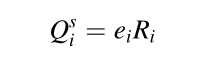 $Q_i^s = e_i R_i$